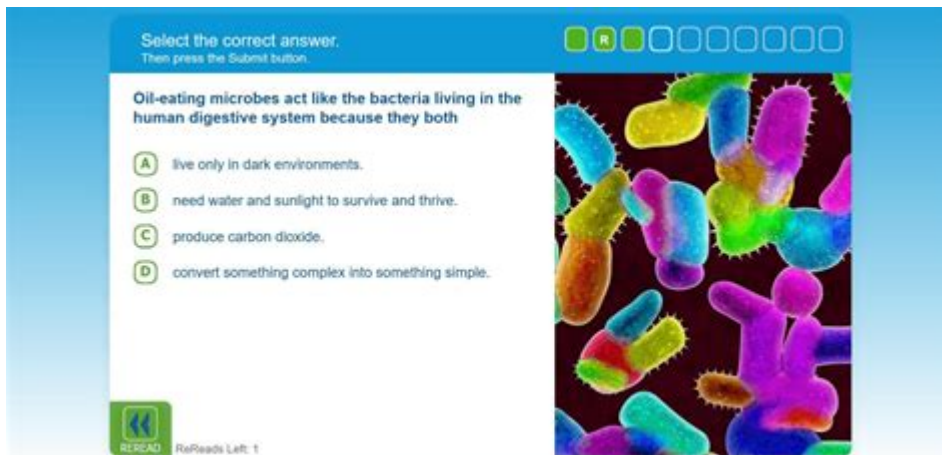 Select the correct answer.
Then press the Submit button.
R
Oil-eating microbes act like the bacteria living in the
human digestive system because they both
A live only in dark environments.
B need water and sunlight to survive and thrive.
C produce carbon dioxide.
D convert something complex into something simple.
REREAD ReReads Left: 1